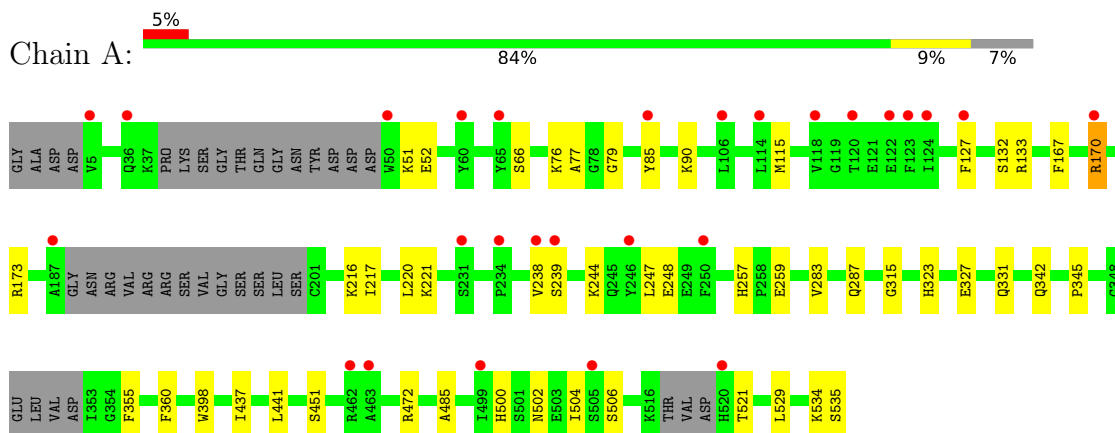 5%
Chain A:
84% 9% 7%
GLY ALA ASP ASP V5 Q36 K37 PRO LYS SER GLY THR GLN GLY ASN TYR ASP ASP ASP W50 K51 E52 Y60 Y65 S66 K76 A77 G78 G79 Y85 K90 L106 L114 M115 V118 G119 T120 E121 E122 F123 I124 F127 S132 R133 F167 R170
R173 A187 GLY ASN ARG VAL ARG ARG SER VAL GLY SER SER LEU SER C201 K216 I217 L220 K221 S231 P234 V238 S239 K244 Q245 Y246 L247 E248 E249 F250 H257 P258 E259 V283 Q287 G315 H323 E327 Q331 Q342 P345 G348
GLU LEU VAL ASP I353 G354 F355 F360 W398 I437 L441 S451 R462 A463 R472 A485 I499 H500 S501 N502 E503 I504 S505 S506 K516 THR VAL ASP H520 T521 L529 K534 S535